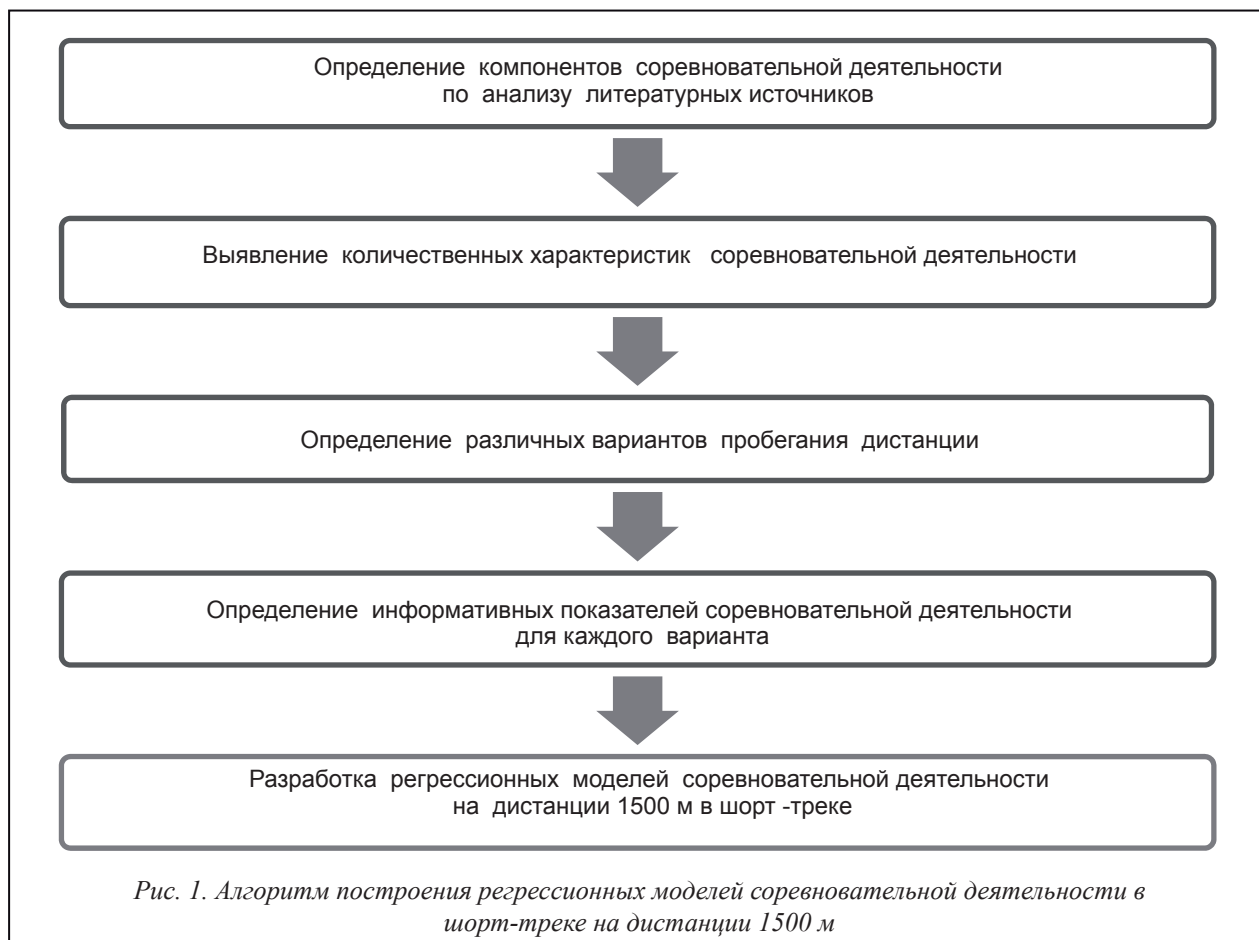 Определение компонентов соревновательной деятельности
по анализу литературных источников
Выявление количественных характеристик соревновательной деятельности
Определение различных вариантов пробегания дистанции
Определение информативных показателей соревновательной деятельности
для каждого варианта
Разработка регрессионных моделей соревновательной деятельности
на дистанции 1500 м в шорт -треке
Рис. 1. Алгоритм построения регрессионных моделей соревновательной деятельности в
шорт-треке на дистанции 1500 м